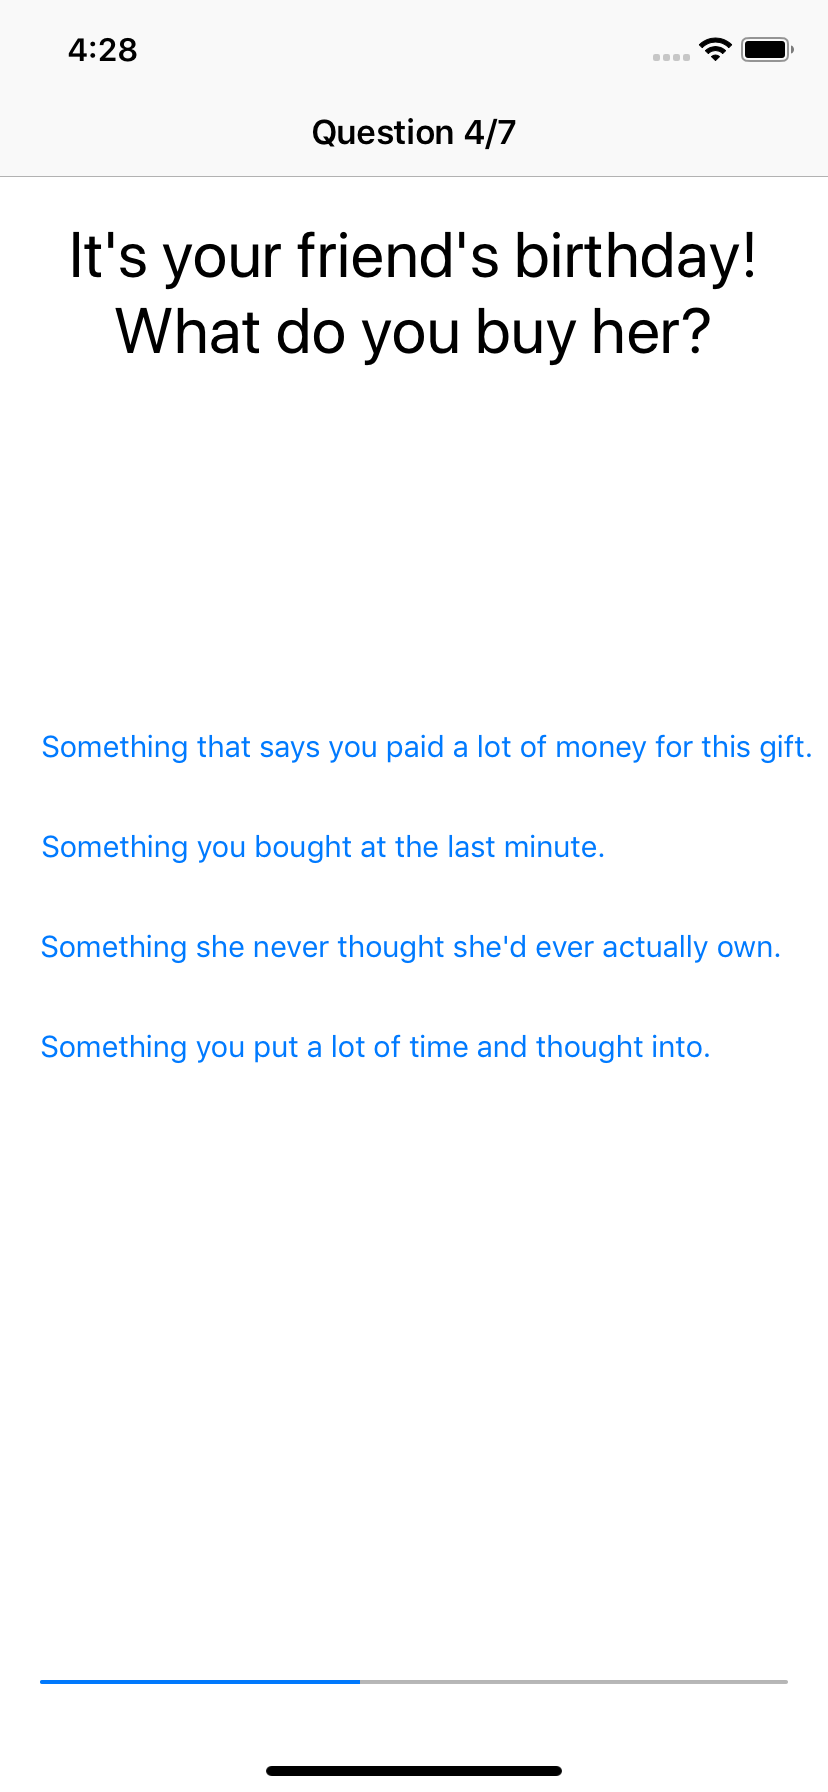 4:28
Question 4/7
It's your friend's birthday!
What do you buy her?
Something that says you paid a lot of money for this gift.
Something you bought at the last minute.
Something she never thought she'd ever actually own.
Something you put a lot of time and thought into.